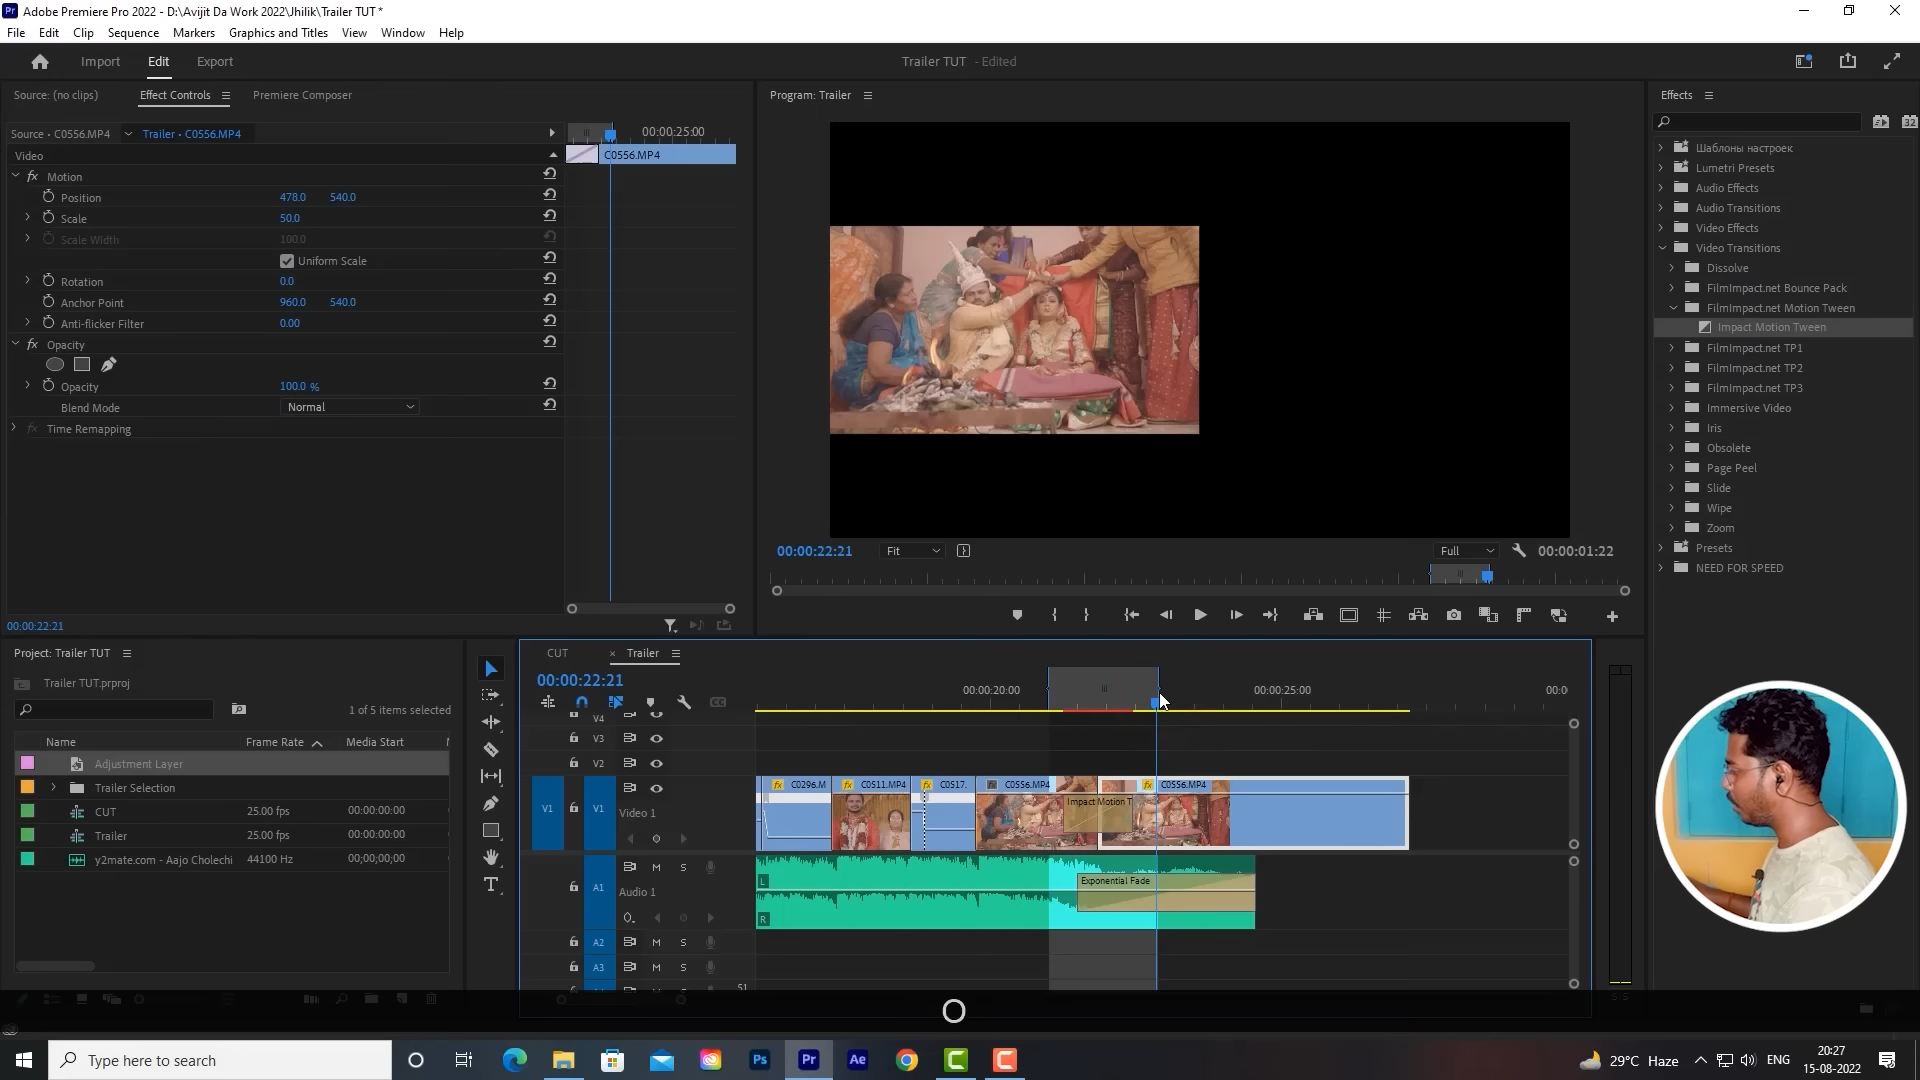 Adobe Premiere Pro 2022 - D:\Avijit Da Work 2022\Jhilik\Trailer TUT *
File Edit Clip Sequence Markers Graphics and Titles View Window Help
Import Edit Export
Trailer TUT - Edited
Source: (no clips) Effect Controls Premiere Composer
Source • C0556.MP4 Trailer • C0556.MP4
00:00:25:00
Video
C0556.MP4
fx Motion
Position 478.0 540.0
Scale 50.0
Scale Width 100.0
Uniform Scale
Rotation 0.0
Anchor Point 960.0 540.0
Anti-flicker Filter 0.00
fx Opacity
Opacity 100.0 %
Blend Mode Normal
fx Time Remapping
00:00:22:21
Program: Trailer
00:00:22:21 Fit Full 00:00:01:22
Effects
32
Шаблоны настроек
Lumetri Presets
Audio Effects
Audio Transitions
Video Effects
Video Transitions
Dissolve
FilmImpact.net Bounce Pack
FilmImpact.net Motion Tween
Impact Motion Tween
FilmImpact.net TP1
FilmImpact.net TP2
FilmImpact.net TP3
Immersive Video
Iris
Obsolete
Page Peel
Slide
Wipe
Zoom
Presets
NEED FOR SPEED
Project: Trailer TUT
Trailer TUT.prproj
1 of 5 items selected
Name Frame Rate Media Start
Adjustment Layer
Trailer Selection
CUT 25.00 fps 00:00:00:00
Trailer 25.00 fps 00:00:00:00
y2mate.com - Aajo Cholechi 44100 Hz 00;00;00;00
CUT × Trailer
00:00:22:21
00:00:20:00 00:00:25:00 00:0
V4
V3
V2
V1 V1 Video 1
fx C0296.M fx C0511.MP4 fx C0517. fx C0556.MP4 fx C0556.MP4
Impact Motion T
A1 M S
Audio 1
L
R
Exponential Fade
A2 M S
A3 M S
S S
O
Type here to search
Ps Pr Ae
29°C Haze
ENG
20:27
15-08-2022